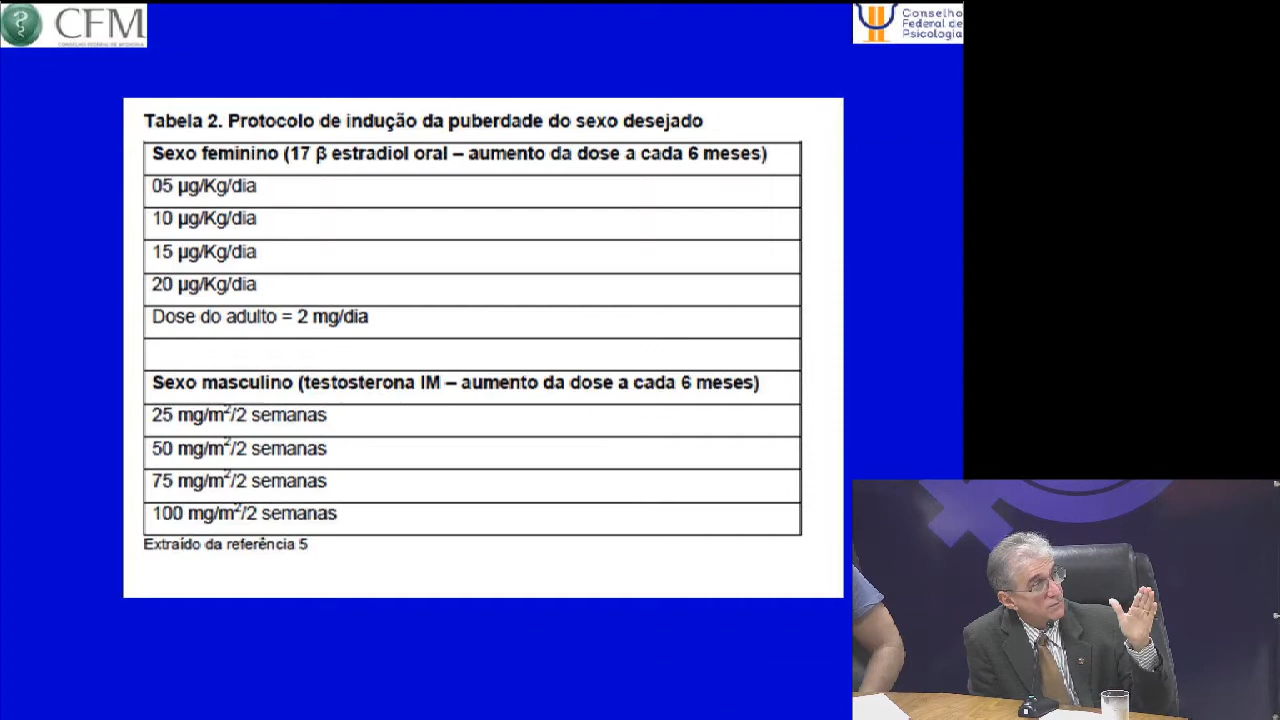 CFM
CONSELHO FEDERAL DE MEDICINA
Conselho
Federal de
Psicologia
Tabela 2. Protocolo de indução da puberdade do sexo desejado
Sexo feminino (17 β estradiol oral – aumento da dose a cada 6 meses)
05 µg/Kg/dia
10 µg/Kg/dia
15 µg/Kg/dia
20 µg/Kg/dia
Dose do adulto = 2 mg/dia
Sexo masculino (testosterona IM – aumento da dose a cada 6 meses)
25 mg/m²/2 semanas
50 mg/m²/2 semanas
75 mg/m²/2 semanas
100 mg/m²/2 semanas
Extraído da referência 5